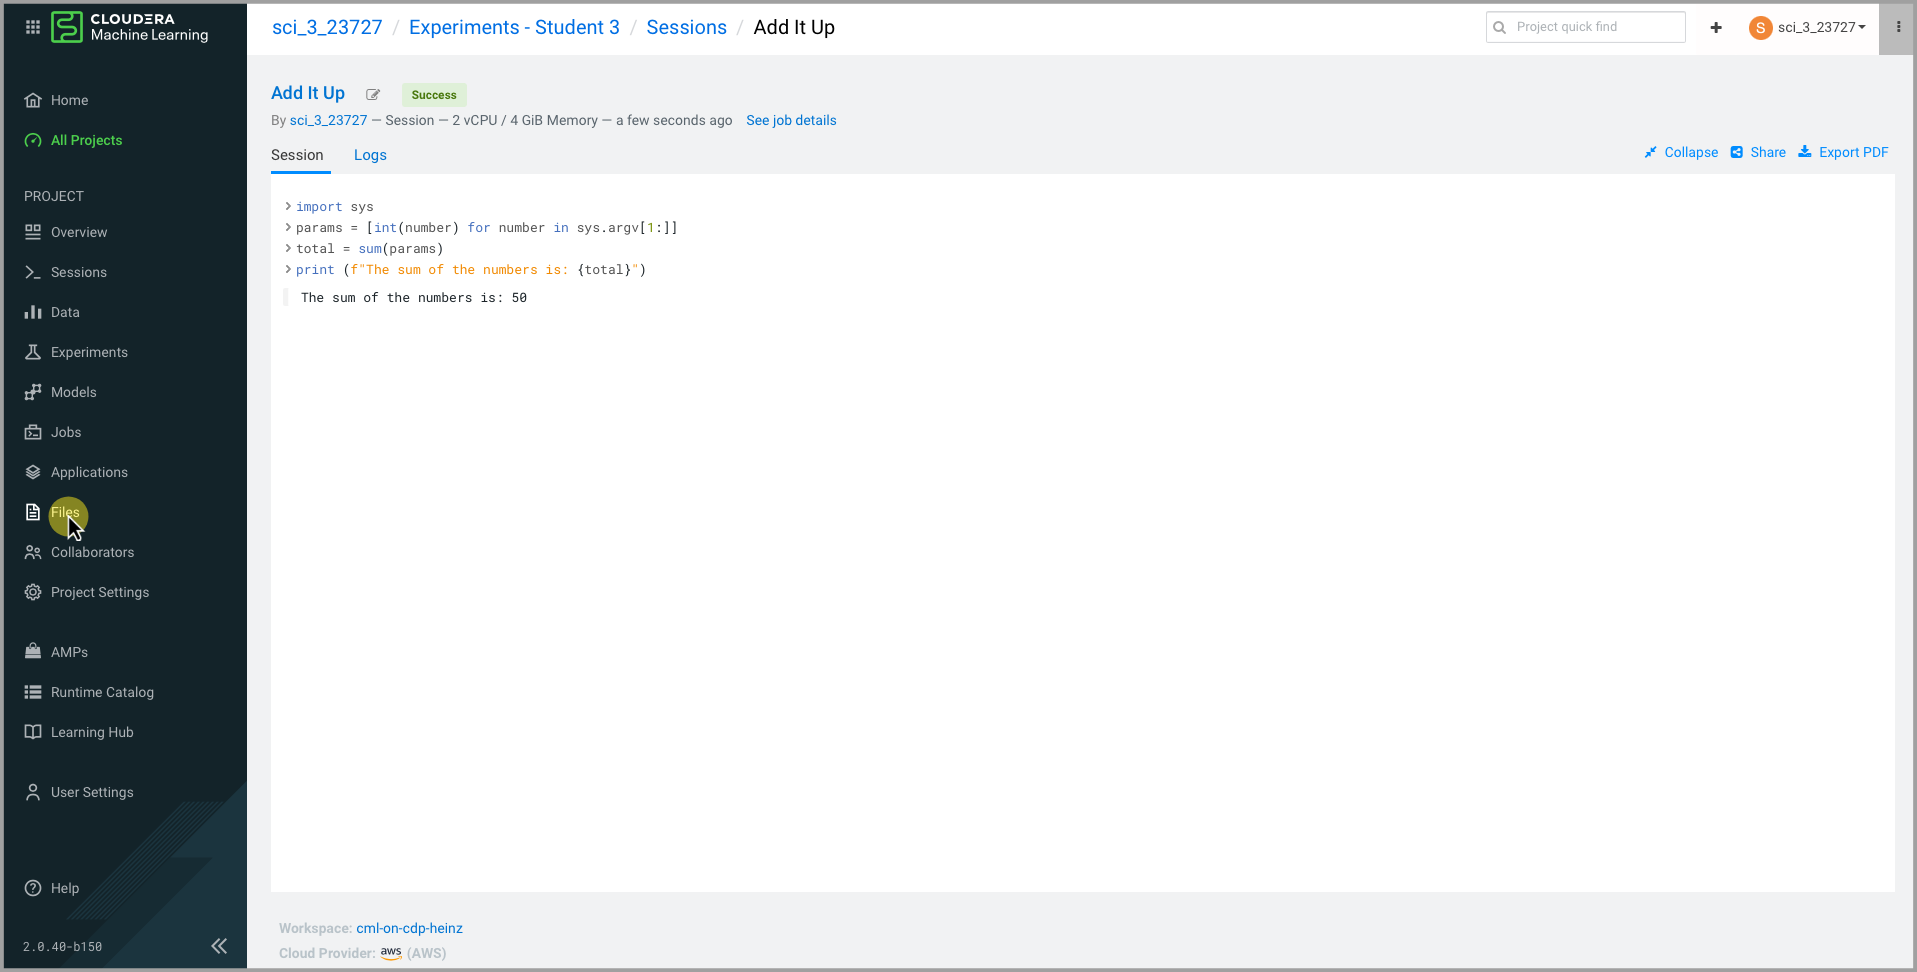 CLOUDERA
Machine Learning
sci_3_23727 / Experiments - Student 3 / Sessions / Add It Up
Project quick find
S sci_3_23727
Home
All Projects
PROJECT
Overview
Sessions
Data
Experiments
Models
Jobs
Applications
Files
Collaborators
Project Settings
AMPs
Runtime Catalog
Learning Hub
User Settings
Help
2.0.40-b150
Add It Up Success
By sci_3_23727 — Session — 2 vCPU / 4 GiB Memory — a few seconds ago See job details
Session Logs
Collapse Share Export PDF
> import sys
> params = [int(number) for number in sys.argv[1:]]
> total = sum(params)
> print (f"The sum of the numbers is: {total}")
The sum of the numbers is: 50
Workspace: cml-on-cdp-heinz
Cloud Provider: aws (AWS)